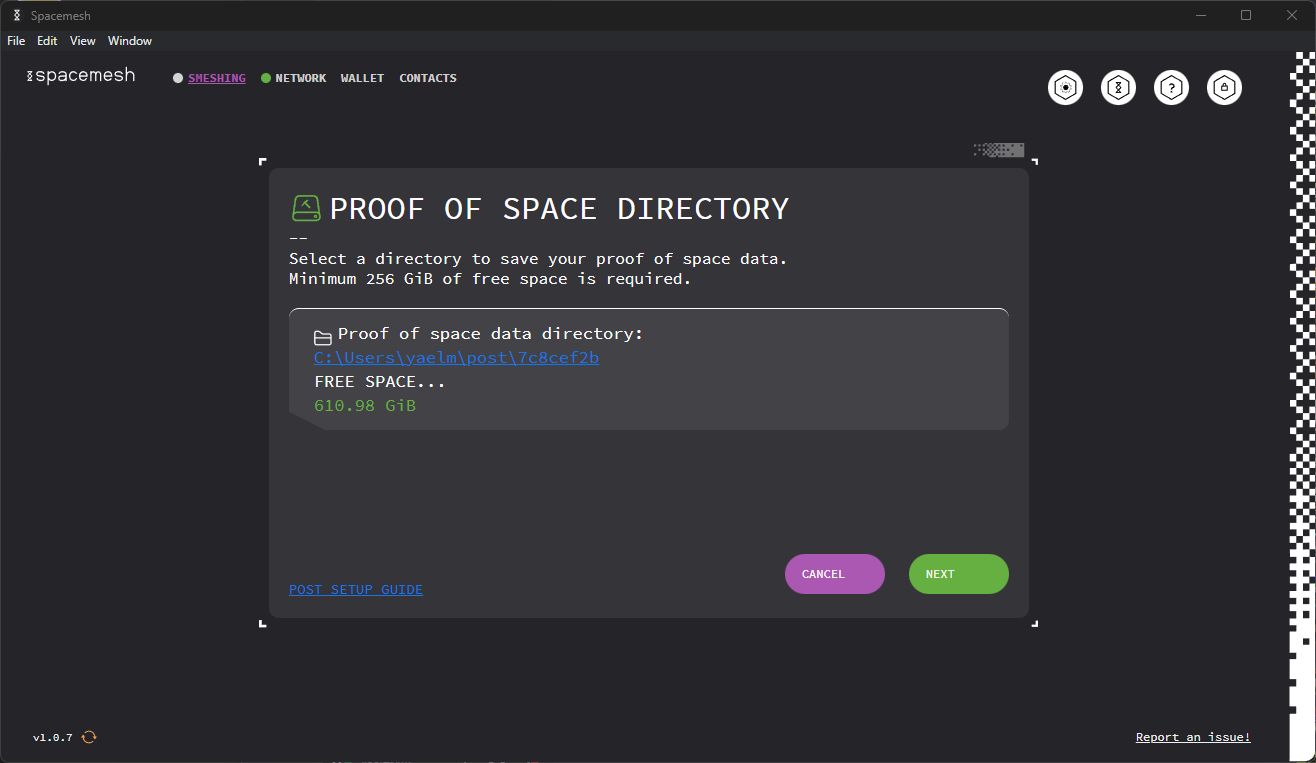 Spacemesh
File Edit View Window
spacemesh
SMESHING NETWORK WALLET CONTACTS
?
PROOF OF SPACE DIRECTORY
--
Select a directory to save your proof of space data.
Minimum 256 GiB of free space is required.
Proof of space data directory:
C:\Users\yaelm\post\7c8cef2b
FREE SPACE...
610.98 GiB
CANCEL NEXT
POST SETUP GUIDE
v1.0.7
Report an issue!